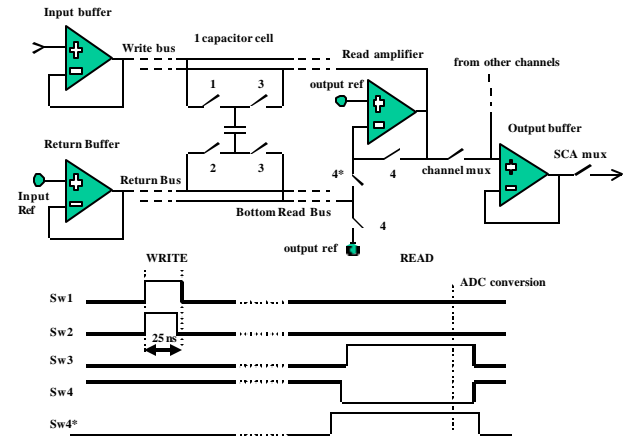 Input buffer
Write bus
1 capacitor cell
Read amplifier
from other channels
1
3
output ref
Output buffer
SCA mux
2
3
4*
4
channel mux
Return Buffer
Return Bus
Input
Ref
Bottom Read Bus
4
output ref
WRITE
READ
ADC conversion
Sw1
Sw2
25 ns
Sw3
Sw4
Sw4*